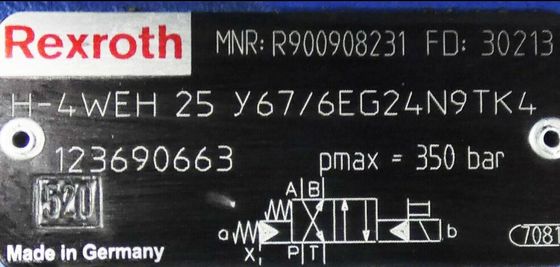 Rexroth MNR: R900908231 FD: 30213
H-4WEH 25 Y67/6EG24N9TK4
123690663 pmax = 350 bar
520
A B
a b
X P T
7081
Made in Germany